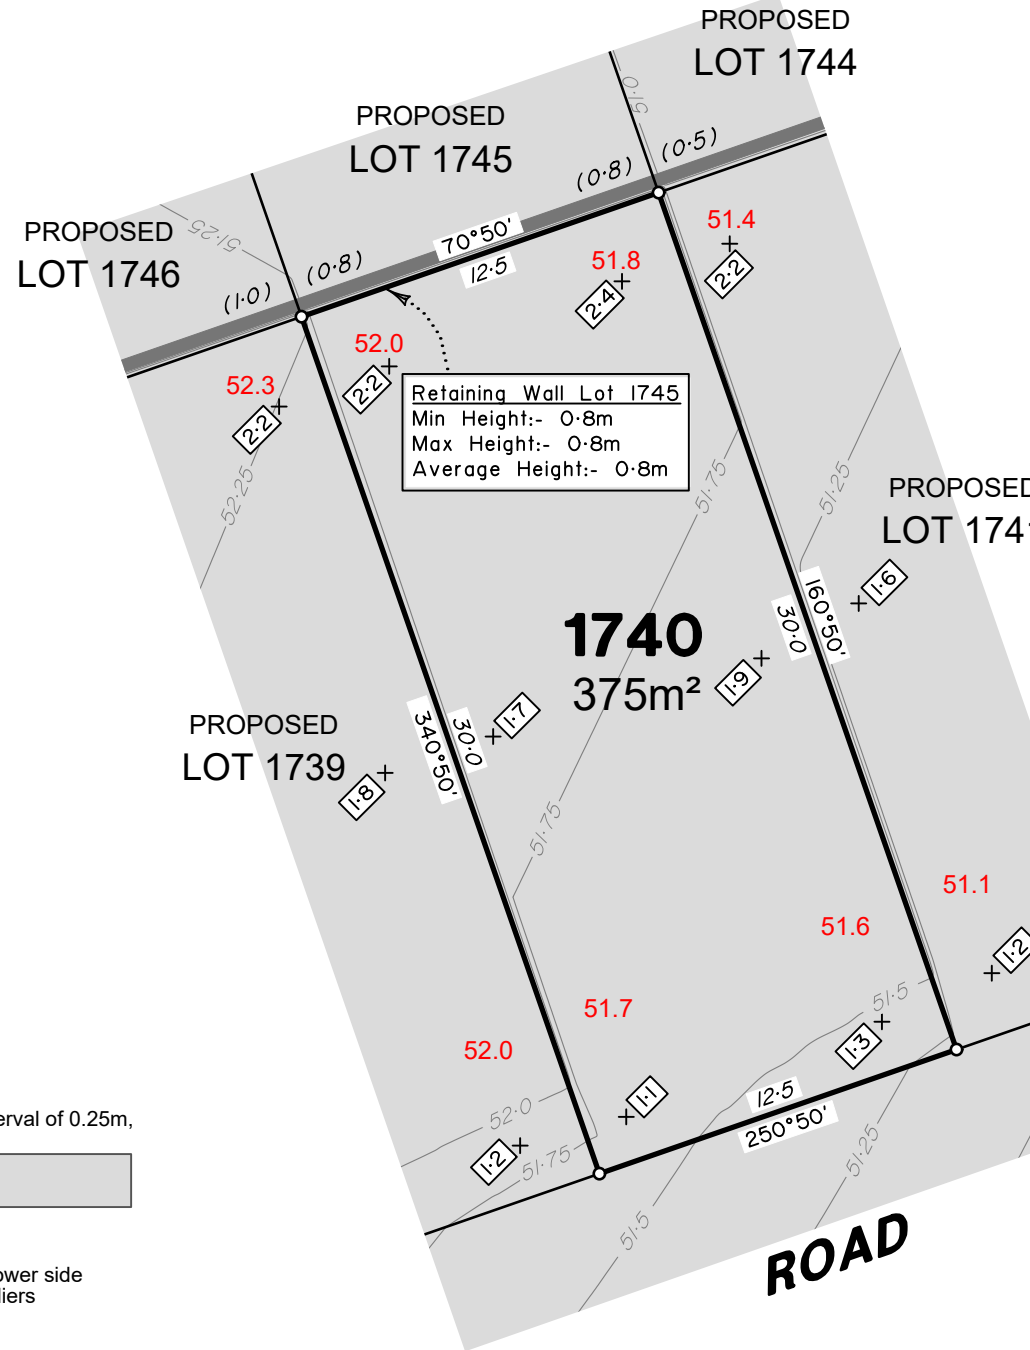 PROPOSED
LOT 1744
51·0
PROPOSED
LOT 1745
(0·8)
(0·5)
PROPOSED
LOT 1746
51·25
(1·0)
(0·8)
70°50'
12·5
51.4
2·2
51.8
2·4
52.0
2·2
52.3
2·2
Retaining Wall Lot 1745
Min Height:- 0·8m
Max Height:- 0·8m
Average Height:- 0·8m
52·25
51·75
51·25
PROPOSED
LOT 1741
1·6
160°50'
30·0
1740
375m²
1·9
1·7
30·0
340°50'
PROPOSED
LOT 1739
1·8
51·75
51.1
51.6
1·2
51.7
52.0
51·5
1·3
1·1
12·5
250°50'
52·0
51·75
1·2
51·25
51·5
ROAD
erval of 0.25m,
ower side
liers